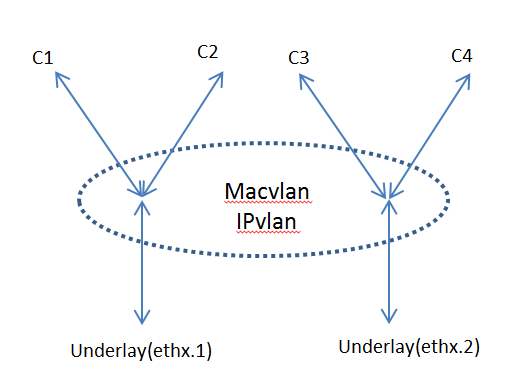 C1
C2
C3
C4
Macvlan
IPvlan
Underlay(ethx.1)
Underlay(ethx.2)